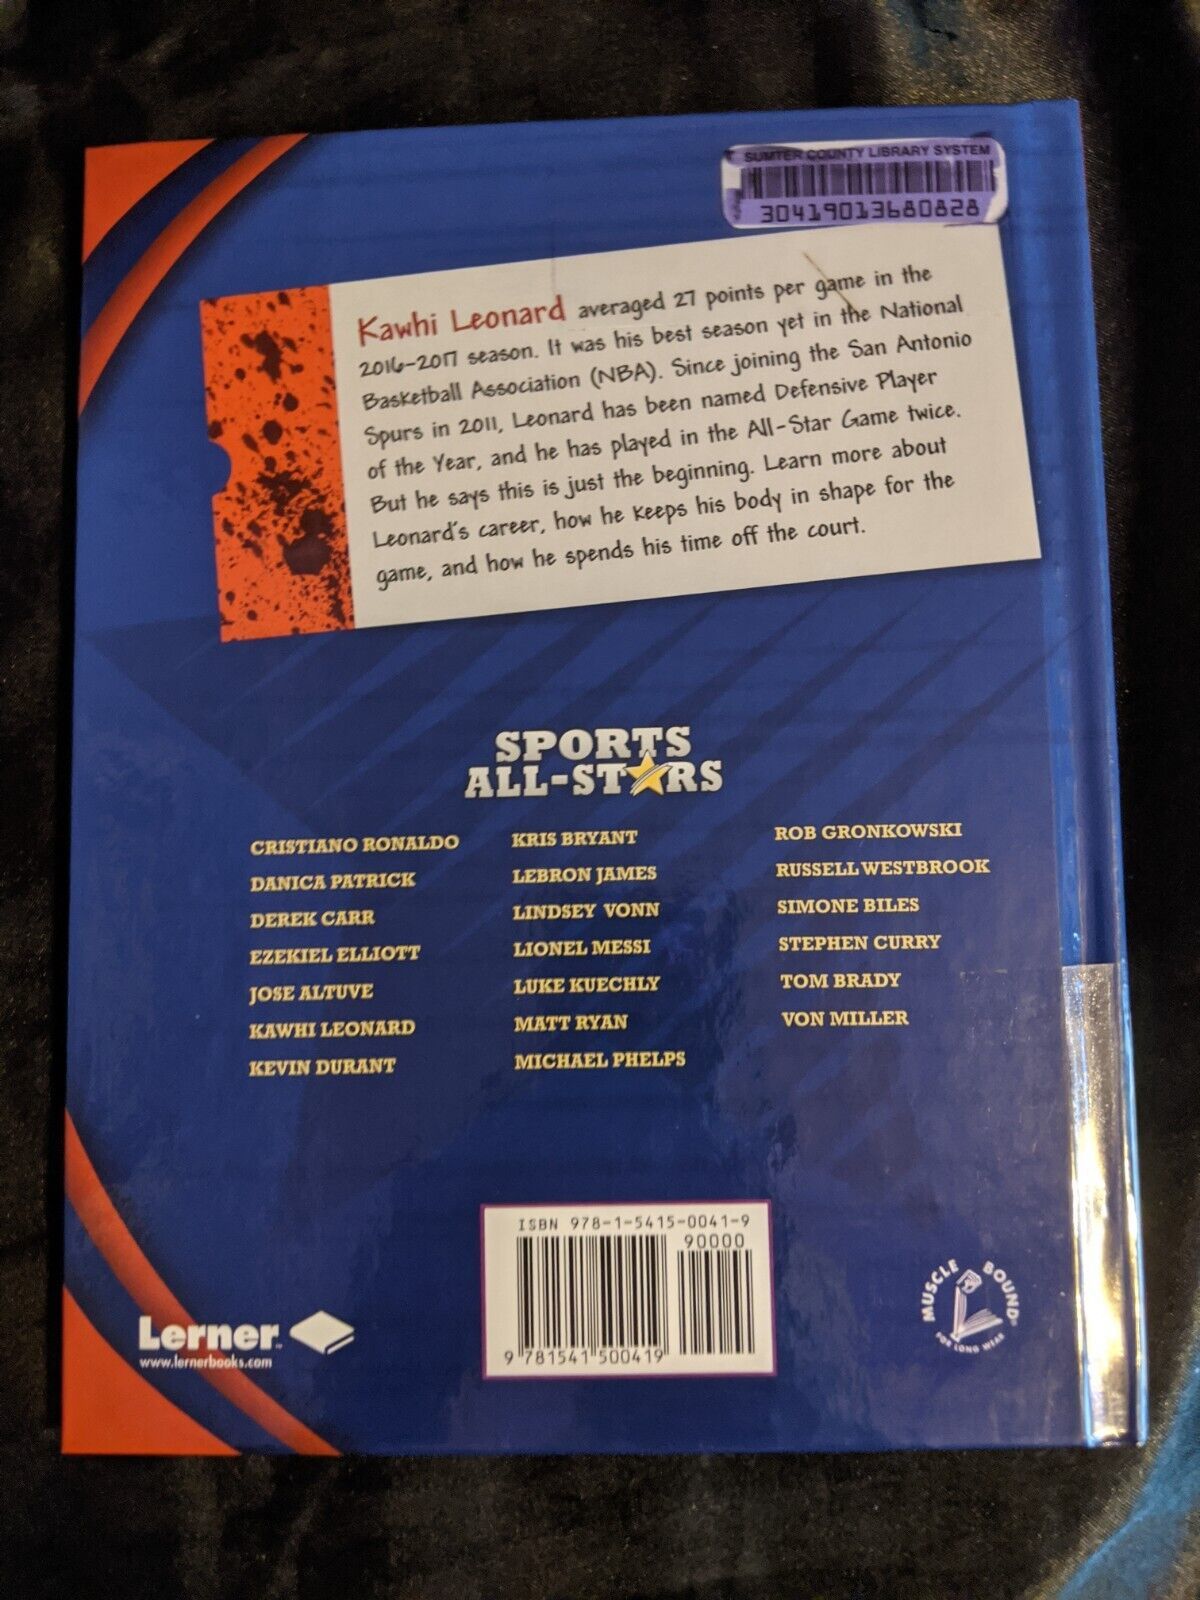 SUMTER COUNTY LIBRARY SYSTEM
30419013680828
Kawhi Leonard averaged 27 points per game in the
2016-2017 season. It was his best season yet in the National
Basketball Association (NBA). Since joining the San Antonio
Spurs in 2011, Leonard has been named Defensive Player
of the Year, and he has played in the All-Star Game twice.
But he says this is just the beginning. Learn more about
Leonard's career, how he keeps his body in shape for the
game, and how he spends his time off the court.
SPORTS
ALL-STARS
CRISTIANO RONALDO
DANICA PATRICK
DEREK CARR
EZEKIEL ELLIOTT
JOSE ALTUVE
KAWHI LEONARD
KEVIN DURANT
KRIS BRYANT
LEBRON JAMES
LINDSEY VONN
LIONEL MESSI
LUKE KUECHLY
MATT RYAN
MICHAEL PHELPS
ROB GRONKOWSKI
RUSSELL WESTBROOK
SIMONE BILES
STEPHEN CURRY
TOM BRADY
VON MILLER
ISBN 978-1-5415-0041-9
90000
9 781541 500419
Lerner™
www.lernerbooks.com
MUSCLE BOUND™
FOR LONG WEAR